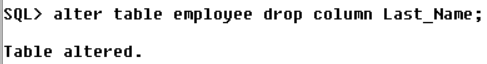 SQL> alter table employee drop column Last_Name;
Table altered.